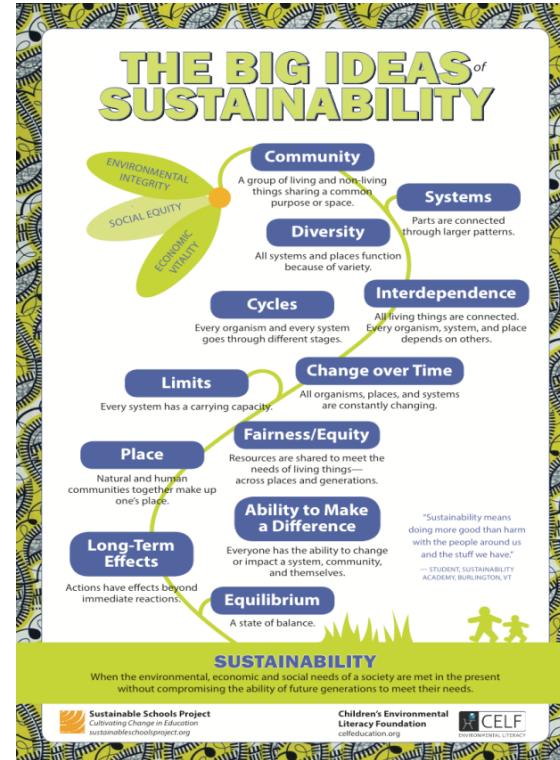 THE BIG IDEAS of
SUSTAINABILITY
ENVIRONMENTAL
INTEGRITY
SOCIAL EQUITY
ECONOMIC
VITALITY
Community
A group of living and non-living
things sharing a common
purpose or space.
Systems
Parts are connected
through larger patterns.
Diversity
All systems and places function
because of variety.
Interdependence
All living things are connected.
Every organism, system, and place
depends on others.
Cycles
Every organism and every system
goes through different stages.
Change over Time
All organisms, places, and systems
are constantly changing.
Limits
Every system has a carrying capacity.
Fairness/Equity
Resources are shared to meet the
needs of living things—
across places and generations.
Place
Natural and human
communities together make up
one's place.
Ability to Make
a Difference
Everyone has the ability to change
or impact a system, community,
and themselves.
"Sustainability means
doing more good than harm
with the people around us
and the stuff we have."
— STUDENT, SUSTAINABILITY
ACADEMY, BURLINGTON, VT
Long-Term
Effects
Actions have effects beyond
immediate reactions.
Equilibrium
A state of balance.
SUSTAINABILITY
When the environmental, economic and social needs of a society are met in the present
without compromising the ability of future generations to meet their needs.
Sustainable Schools Project
Cultivating Change in Education
sustainableschoolsproject.org
Children's Environmental
Literacy Foundation
celfeducation.org
CELF
ENVIRONMENTAL LITERACY